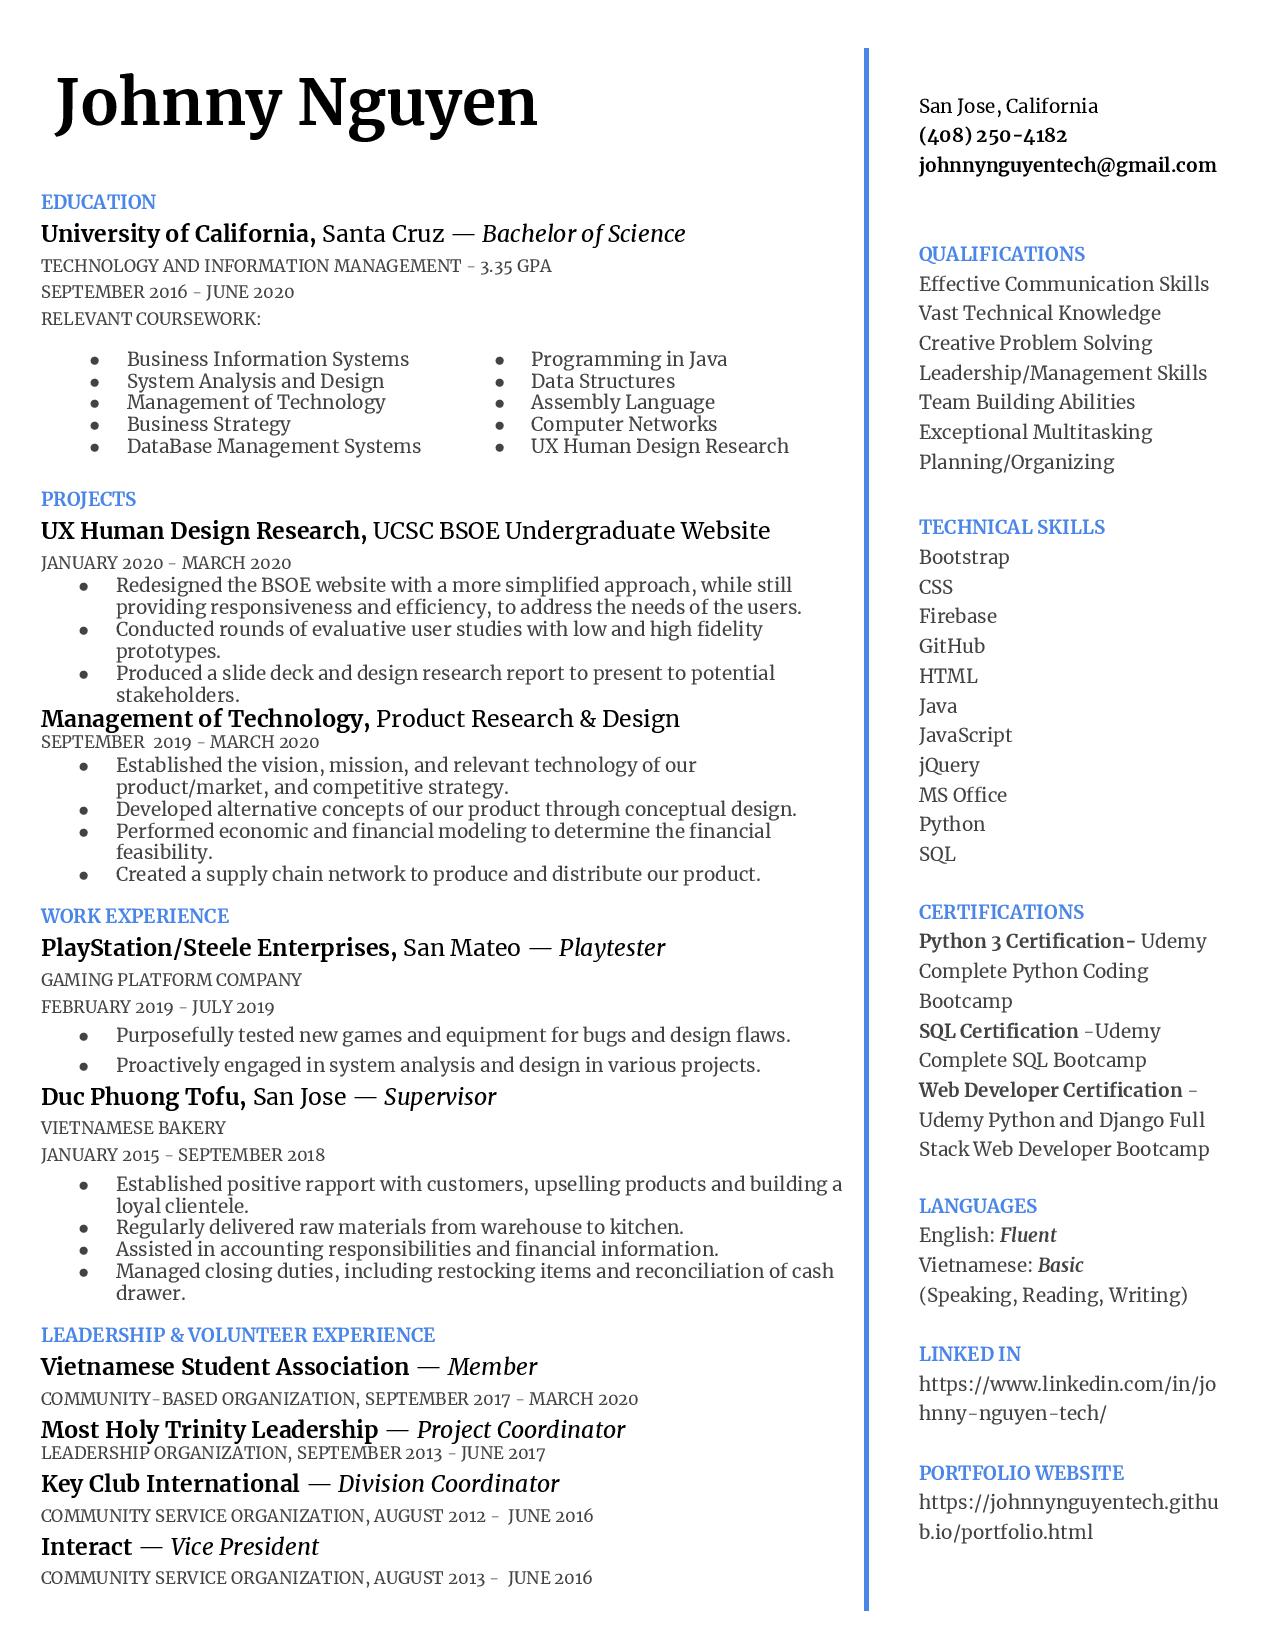 Johnny Nguyen
EDUCATION
University of California, Santa Cruz — Bachelor of Science
TECHNOLOGY AND INFORMATION MANAGEMENT - 3.35 GPA
SEPTEMBER 2016 - JUNE 2020
RELEVANT COURSEWORK:
● Business Information Systems
● System Analysis and Design
● Management of Technology
● Business Strategy
● DataBase Management Systems
● Programming in Java
● Data Structures
● Assembly Language
● Computer Networks
● UX Human Design Research
PROJECTS
UX Human Design Research, UCSC BSOE Undergraduate Website
JANUARY 2020 - MARCH 2020
● Redesigned the BSOE website with a more simplified approach, while still
providing responsiveness and efficiency, to address the needs of the users.
● Conducted rounds of evaluative user studies with low and high fidelity
prototypes.
● Produced a slide deck and design research report to present to potential
stakeholders.
Management of Technology, Product Research & Design
SEPTEMBER 2019 - MARCH 2020
● Established the vision, mission, and relevant technology of our
product/market, and competitive strategy.
● Developed alternative concepts of our product through conceptual design.
● Performed economic and financial modeling to determine the financial
feasibility.
● Created a supply chain network to produce and distribute our product.
WORK EXPERIENCE
PlayStation/Steele Enterprises, San Mateo — Playtester
GAMING PLATFORM COMPANY
FEBRUARY 2019 - JULY 2019
● Purposefully tested new games and equipment for bugs and design flaws.
● Proactively engaged in system analysis and design in various projects.
Duc Phuong Tofu, San Jose — Supervisor
VIETNAMESE BAKERY
JANUARY 2015 - SEPTEMBER 2018
● Established positive rapport with customers, upselling products and building a
loyal clientele.
● Regularly delivered raw materials from warehouse to kitchen.
● Assisted in accounting responsibilities and financial information.
● Managed closing duties, including restocking items and reconciliation of cash
drawer.
LEADERSHIP & VOLUNTEER EXPERIENCE
Vietnamese Student Association — Member
COMMUNITY-BASED ORGANIZATION, SEPTEMBER 2017 - MARCH 2020
Most Holy Trinity Leadership — Project Coordinator
LEADERSHIP ORGANIZATION, SEPTEMBER 2013 - JUNE 2017
Key Club International — Division Coordinator
COMMUNITY SERVICE ORGANIZATION, AUGUST 2012 - JUNE 2016
Interact — Vice President
COMMUNITY SERVICE ORGANIZATION, AUGUST 2013 - JUNE 2016
San Jose, California
(408) 250-4182
johnnynguyentech@gmail.com
QUALIFICATIONS
Effective Communication Skills
Vast Technical Knowledge
Creative Problem Solving
Leadership/Management Skills
Team Building Abilities
Exceptional Multitasking
Planning/Organizing
TECHNICAL SKILLS
Bootstrap
CSS
Firebase
GitHub
HTML
Java
JavaScript
jQuery
MS Office
Python
SQL
CERTIFICATIONS
Python 3 Certification- Udemy
Complete Python Coding
Bootcamp
SQL Certification -Udemy
Complete SQL Bootcamp
Web Developer Certification -
Udemy Python and Django Full
Stack Web Developer Bootcamp
LANGUAGES
English: Fluent
Vietnamese: Basic
(Speaking, Reading, Writing)
LINKED IN
https://www.linkedin.com/in/jo
hnny-nguyen-tech/
PORTFOLIO WEBSITE
https://johnnynguyentech.githu
b.io/portfolio.html